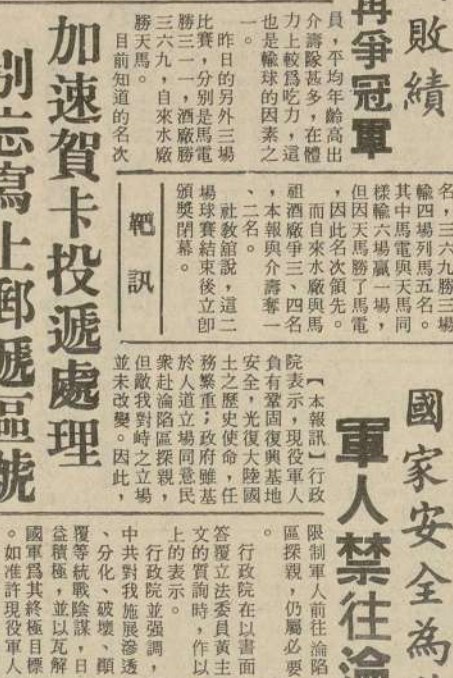 敗績
再爭冠軍
員，平均年齡高出
介壽隊甚多，在體
力上較爲吃力，這
也是輸球的因素之
一。
昨日的另外三場
比賽，分別是馬電
勝三一一，酒廠勝
三六九，自來水廠
勝天馬。
目前知道的名次
名，三六九勝三場
輸四場列馬五名。
其中馬電與天馬同
樣輸六場贏一場，
但因天馬勝了馬電
，因此名次領先。
而自來水廠與馬
祖酒廠爭三、四名
，本報與介壽奪一
、二名。
社教舘說，這二
場球賽結束後立即
頒獎閉幕。
靶訊
加速賀卡投遞處理
別忘寫上郵遞區號
國家安全為
軍人禁往淪
【本報訊】行政
院表示，現役軍人
負有鞏固復興基地
安全，光復大陸國
土之歷史使命，任
務繁重；政府雖基
於人道立場同意民
衆赴淪陷區探親，
但敵我對峙之立場
並未改變。因此，
限制軍人前往淪陷
區探親，仍屬必要
。
行政院在以書面
答覆立法委員黃主
文的質詢時，作以
上的表示。
行政院並強調，
中共對我施展滲透
、分化、破壞、顚
覆等統戰陰謀，日
益積極，並以瓦解
國軍爲其終極目標
。如准許現役軍人